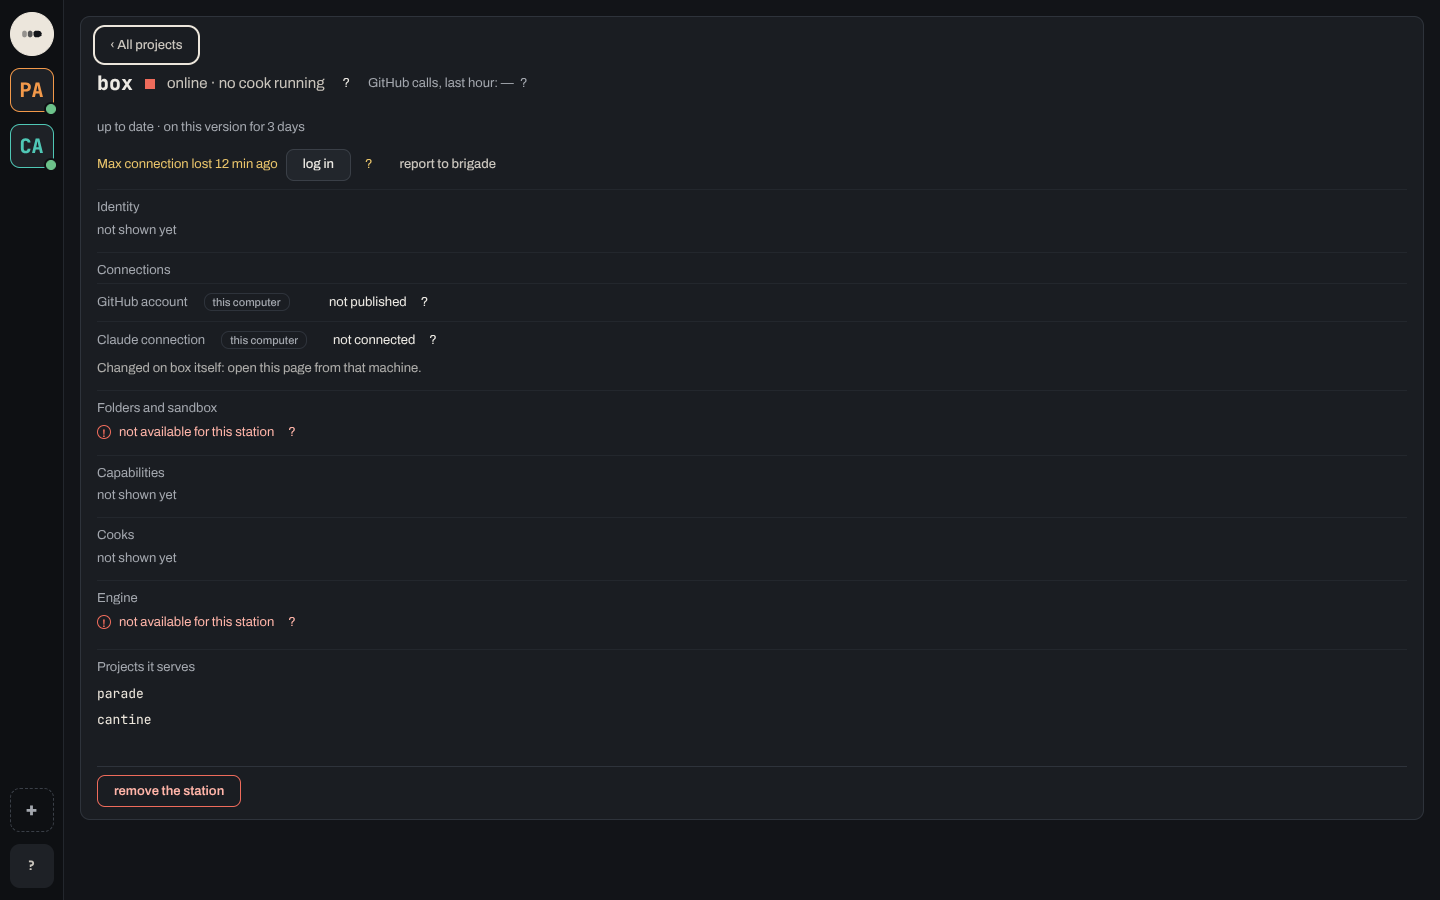 ‹ All projects
PA
CA
box online · no cook running ? GitHub calls, last hour: — ?
up to date · on this version for 3 days
Max connection lost 12 min ago log in ? report to brigade
Identity
not shown yet
Connections
GitHub account this computer not published ?
Claude connection this computer not connected ?
Changed on box itself: open this page from that machine.
Folders and sandbox
! not available for this station ?
Capabilities
not shown yet
Cooks
not shown yet
Engine
! not available for this station ?
Projects it serves
parade
cantine
remove the station
+
?